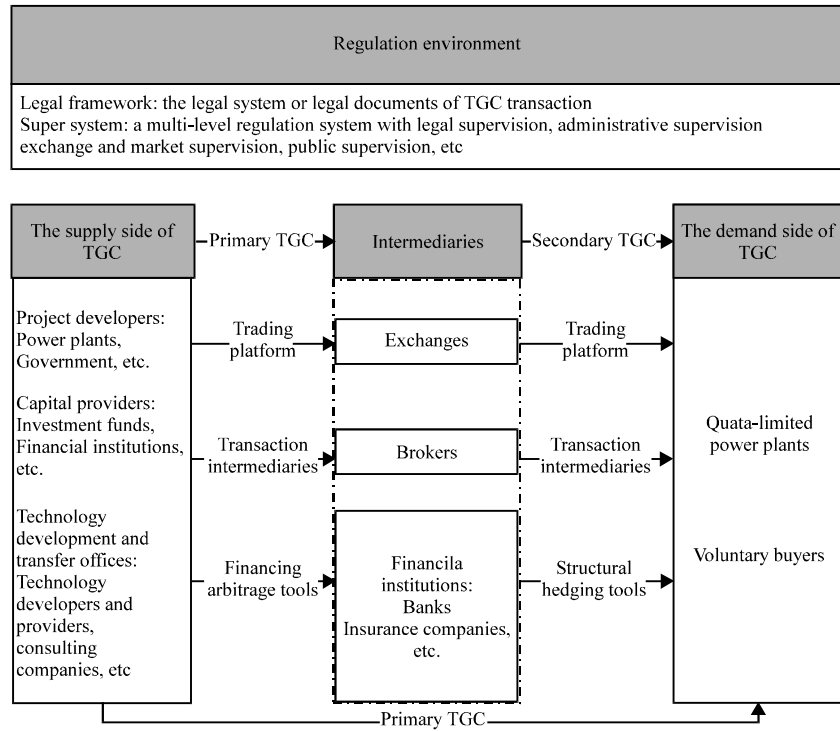 Regulation environment
Legal framework: the legal system or legal documents of TGC transaction
Super system: a multi-level regulation system with legal supervision, administrative supervision
exchange and market supervision, public supervision, etc
The supply side of
TGC
Primary TGC
Intermediaries
Secondary TGC
The demand side of
TGC
Project developers:
Power plants,
Government, etc.
Capital providers:
Investment funds,
Financial institutions,
etc.
Technology
development and
transfer offices:
Technology
developers and
providers,
consulting
companies, etc
Trading
platform
Exchanges
Trading
platform
Transaction
intermediaries
Brokers
Transaction
intermediaries
Financing
arbitrage tools
Financila
institutions:
Banks
Insurance companies,
etc.
Structural
hedging tools
Quata-limited
power plants
Voluntary buyers
Primary TGC